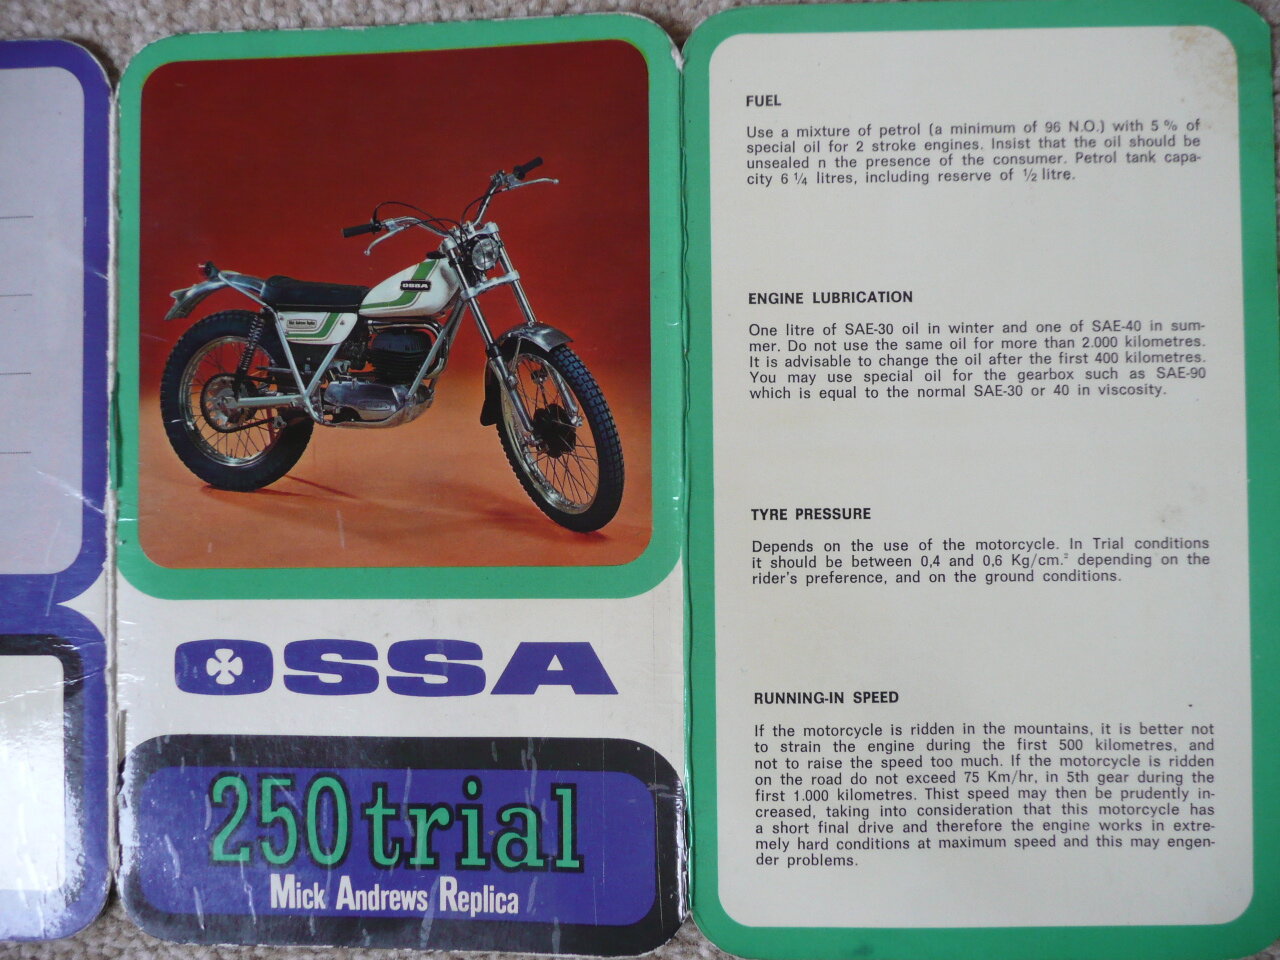 OSSA
Mick Andrews Replica
OSSA
250 trial
Mick Andrews Replica
FUEL
Use a mixture of petrol (a minimum of 96 N.O.) with 5 % of
special oil for 2 stroke engines. Insist that the oil should be
unsealed n the presence of the consumer. Petrol tank capa-
city 6 ¼ litres, including reserve of ½ litre.
ENGINE LUBRICATION
One litre of SAE-30 oil in winter and one of SAE-40 in sum-
mer. Do not use the same oil for more than 2.000 kilometres.
It is advisable to change the oil after the first 400 kilometres.
You may use special oil for the gearbox such as SAE-90
which is equal to the normal SAE-30 or 40 in viscosity.
TYRE PRESSURE
Depends on the use of the motorcycle. In Trial conditions
it should be between 0,4 and 0,6 Kg/cm.² depending on the
rider's preference, and on the ground conditions.
RUNNING-IN SPEED
If the motorcycle is ridden in the mountains, it is better not
to strain the engine during the first 500 kilometres, and
not to raise the speed too much. If the motorcycle is ridden
on the road do not exceed 75 Km/hr, in 5th gear during the
first 1.000 kilometres. Thist speed may then be prudently in-
creased, taking into consideration that this motorcycle has
a short final drive and therefore the engine works in extre-
mely hard conditions at maximum speed and this may engen-
der problems.